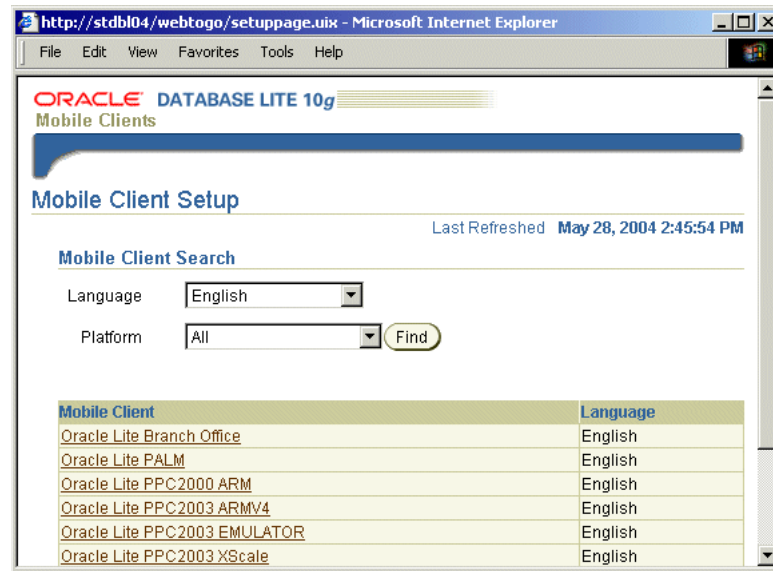 http://stdbl04/webtogo/setuppage.uix - Microsoft Internet Explorer
File Edit View Favorites Tools Help
ORACLE DATABASE LITE 10g
Mobile Clients
Mobile Client Setup
Last Refreshed May 28, 2004 2:45:54 PM
Mobile Client Search
Language English
Platform All Find
Mobile Client Language
Oracle Lite Branch Office English
Oracle Lite PALM English
Oracle Lite PPC2000 ARM English
Oracle Lite PPC2003 ARMV4 English
Oracle Lite PPC2003 EMULATOR English
Oracle Lite PPC2003 XScale English